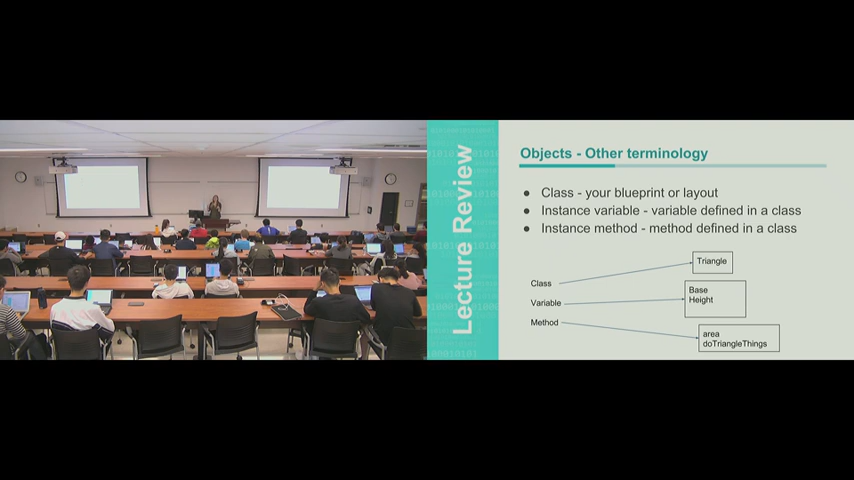 Lecture Review
Objects - Other terminology
● Class - your blueprint or layout
● Instance variable - variable defined in a class
● Instance method - method defined in a class
Class
Triangle
Variable
Base
Height
Method
area
doTriangleThings